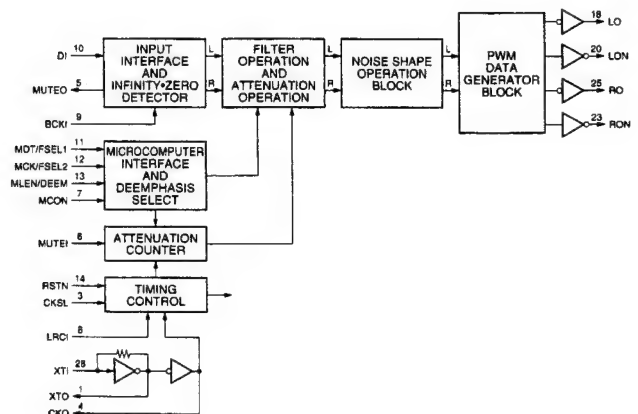 18 LO
10
DI
INPUT
INTERFACE
AND
INFINITY•ZERO
DETECTOR
L
R
FILTER
OPERATION
AND
ATTENUATION
OPERATION
L
R
NOISE SHAPE
OPERATION
BLOCK
L
R
PWM
DATA
GENERATOR
BLOCK
20 LON
5
MUTEO
25 RO
9
BCKI
23 RON
MDT/FSEL1 11
MCK/FSEL2 12
MLEN/DEEM 13
MCON 7
MICROCOMPUTER
INTERFACE
AND
DEEMPHASIS
SELECT
MUTEI 6
ATTENUATION
COUNTER
RSTN 14
CKSL 3
TIMING
CONTROL
LRCI 8
XTI 28
XTO 1
CKO 4